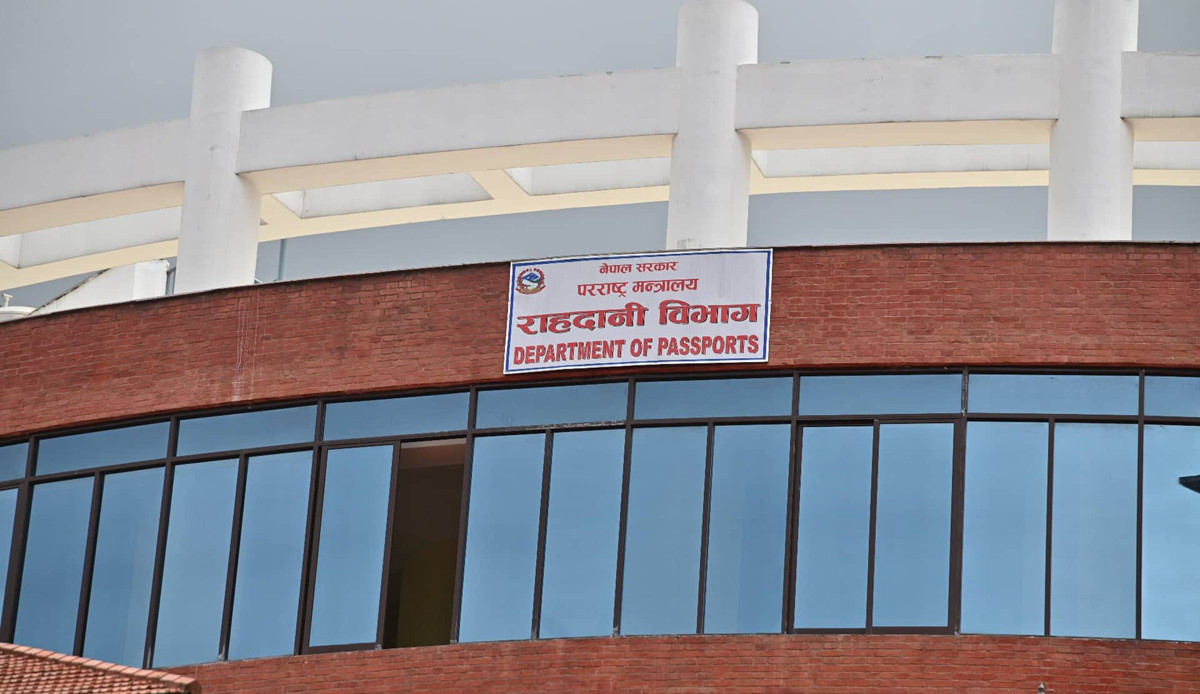 नेपाल सरकार
परराष्ट्र मन्त्रालय
राहदानी विभाग
DEPARTMENT OF PASSPORTS